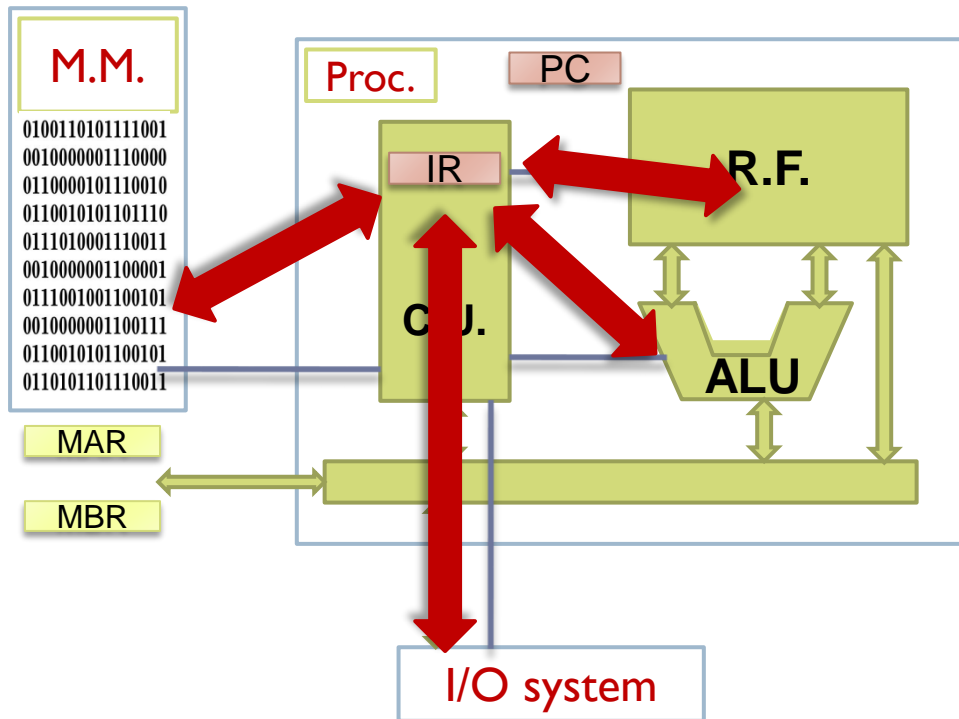 M.M.
0100110101111001
0010000001110000
0110000101110010
0110010101101110
0111010001110011
0010000001100001
0111001001100101
0010000001100111
0110010101100101
0110101101110011
MAR
MBR
Proc.
PC
IR
R.F.
ALU
I/O system